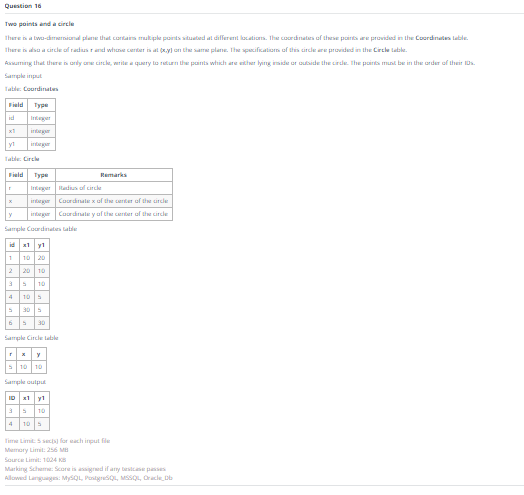 Question 16
Two points and a circle
There is a two-dimensional plane that contains multiple points situated at different locations. The coordinates of these points are provided in the Coordinates table.
There is also a circle of radius r and whose center is at (x,y) on the same plane. The specifications of this circle are provided in the Circle table.
Assuming that there is only one circle, write a query to return the points which are either lying inside or outside the circle. The points must be in the order of their IDs.
Sample input
Table: Coordinates
Field Type
id Integer
x1 integer
y1 integer
Table: Circle
Field Type Remarks
r Integer Radius of circle
x integer Coordinate x of the center of the circle
y integer Coordinate y of the center of the circle
Sample Coordinates table
id x1 y1
1 10 20
2 20 10
3 5 10
4 10 5
5 30 5
6 5 30
Sample Circle table
r x y
5 10 10
Sample output
ID x1 y1
3 5 10
4 10 5
Time Limit: 5 sec(s) for each input file
Memory Limit: 256 MB
Source Limit: 1024 KB
Marking Scheme: Score is assigned if any testcase passes
Allowed Languages: MySQL, PostgreSQL, MSSQL, Oracle_Db